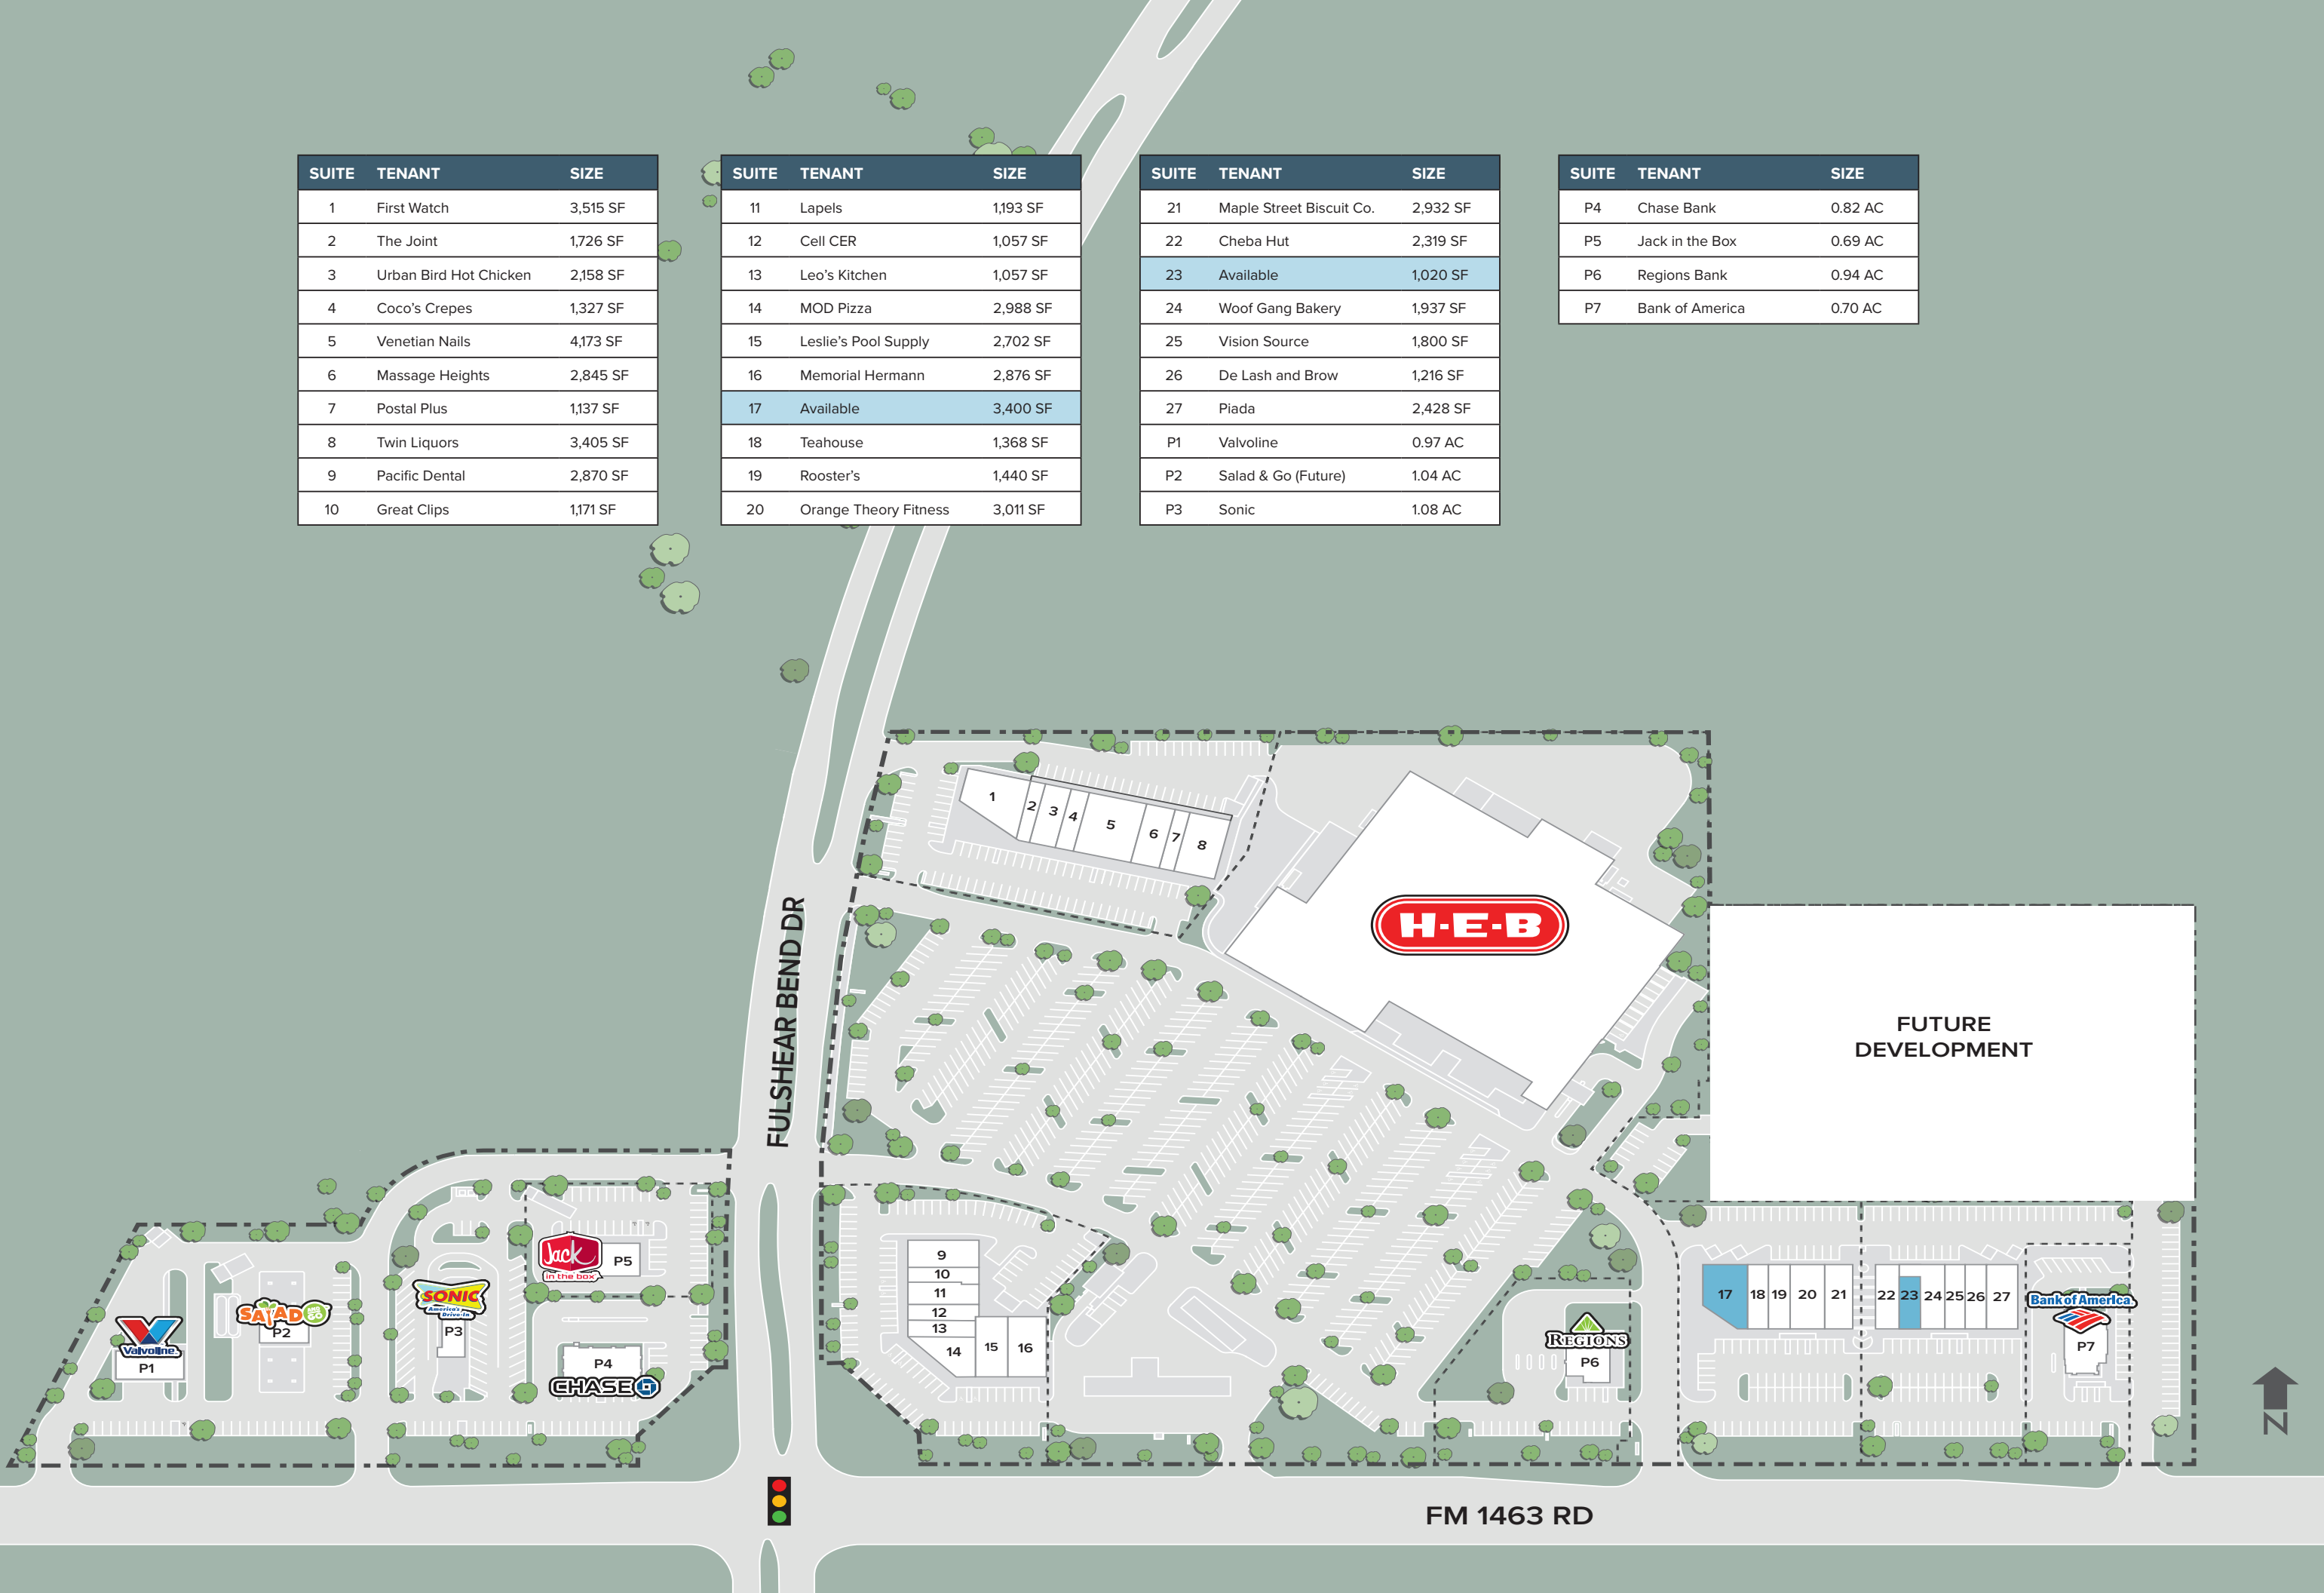 SUITE TENANT SIZE
1 First Watch 3,515 SF
2 The Joint 1,726 SF
3 Urban Bird Hot Chicken 2,158 SF
4 Coco's Crepes 1,327 SF
5 Venetian Nails 4,173 SF
6 Massage Heights 2,845 SF
7 Postal Plus 1,137 SF
8 Twin Liquors 3,405 SF
9 Pacific Dental 2,870 SF
10 Great Clips 1,171 SF
SUITE TENANT SIZE
11 Lapels 1,193 SF
12 Cell CER 1,057 SF
13 Leo's Kitchen 1,057 SF
14 MOD Pizza 2,988 SF
15 Leslie's Pool Supply 2,702 SF
16 Memorial Hermann 2,876 SF
17 Available 3,400 SF
18 Teahouse 1,368 SF
19 Rooster's 1,440 SF
20 Orange Theory Fitness 3,011 SF
SUITE TENANT SIZE
21 Maple Street Biscuit Co. 2,932 SF
22 Cheba Hut 2,319 SF
23 Available 1,020 SF
24 Woof Gang Bakery 1,937 SF
25 Vision Source 1,800 SF
26 De Lash and Brow 1,216 SF
27 Piada 2,428 SF
P1 Valvoline 0.97 AC
P2 Salad & Go (Future) 1.04 AC
P3 Sonic 1.08 AC
SUITE TENANT SIZE
P4 Chase Bank 0.82 AC
P5 Jack in the Box 0.69 AC
P6 Regions Bank 0.94 AC
P7 Bank of America 0.70 AC
1 2 3 4 5 6 7 8
H-E-B
FUTURE
DEVELOPMENT
FULSHEAR BEND DR
Jack
in the box
P5
9
10
11
12
13
14 15 16
Valvoline
P1
SALAD AND GO
P2
SONIC
America's
Drive-In
P3
P4
CHASE
REGIONS
P6
17 18 19 20 21
22 23 24 25 26 27
Bank of America
P7
N
FM 1463 RD